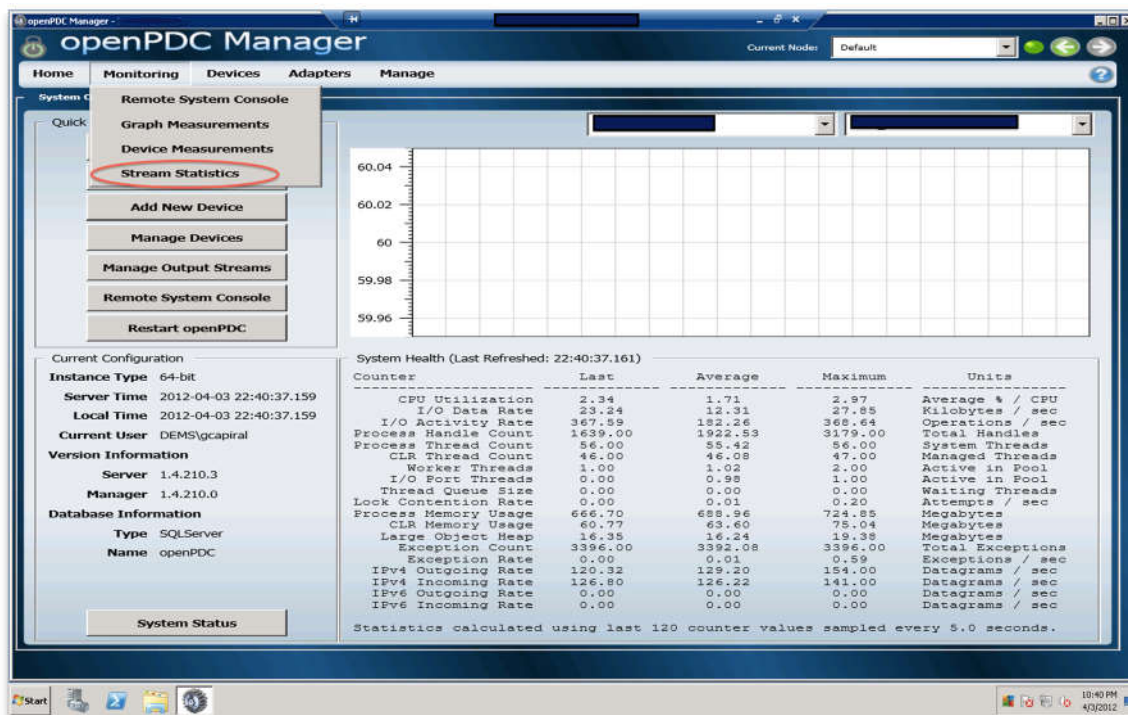 openPDC Manager -
openPDC Manager
Current Node: Default
Home Monitoring Devices Adapters Manage
System
Remote System Console
Graph Measurements
Device Measurements
Stream Statistics
Quick
Add New Device
Manage Devices
Manage Output Streams
Remote System Console
Restart openPDC
60.04
60.02
60
59.98
59.96
Current Configuration
Instance Type 64-bit
Server Time 2012-04-03 22:40:37.159
Local Time 2012-04-03 22:40:37.159
Current User DEMS\gcapiral
Version Information
Server 1.4.210.3
Manager 1.4.210.0
Database Information
Type SQLServer
Name openPDC
System Status
System Health (Last Refreshed: 22:40:37.161)
Counter Last Average Maximum Units
CPU Utilization 2.34 1.71 2.97 Average % / CPU
I/O Data Rate 23.24 12.31 27.85 Kilobytes / sec
I/O Activity Rate 367.59 182.26 368.64 Operations / sec
Process Handle Count 1639.00 1922.53 3179.00 Total Handles
Process Thread Count 56.00 55.42 56.00 System Threads
CLR Thread Count 46.00 46.08 47.00 Managed Threads
Worker Threads 1.00 1.02 2.00 Active in Pool
I/O Port Threads 0.00 0.98 1.00 Active in Pool
Thread Queue Size 0.00 0.00 0.00 Waiting Threads
Lock Contention Rate 0.00 0.01 0.20 Attempts / sec
Process Memory Usage 666.70 688.96 724.85 Megabytes
CLR Memory Usage 60.77 63.60 75.04 Megabytes
Large Object Heap 16.35 16.24 19.38 Megabytes
Exception Count 3396.00 3392.08 3396.00 Total Exceptions
Exception Rate 0.00 0.01 0.59 Exceptions / sec
IPv4 Outgoing Rate 120.32 129.20 154.00 Datagrams / sec
IPv4 Incoming Rate 126.80 126.22 141.00 Datagrams / sec
IPv6 Outgoing Rate 0.00 0.00 0.00 Datagrams / sec
IPv6 Incoming Rate 0.00 0.00 0.00 Datagrams / sec
Statistics calculated using last 120 counter values sampled every 5.0 seconds.
Start
10:40 PM
4/3/2012